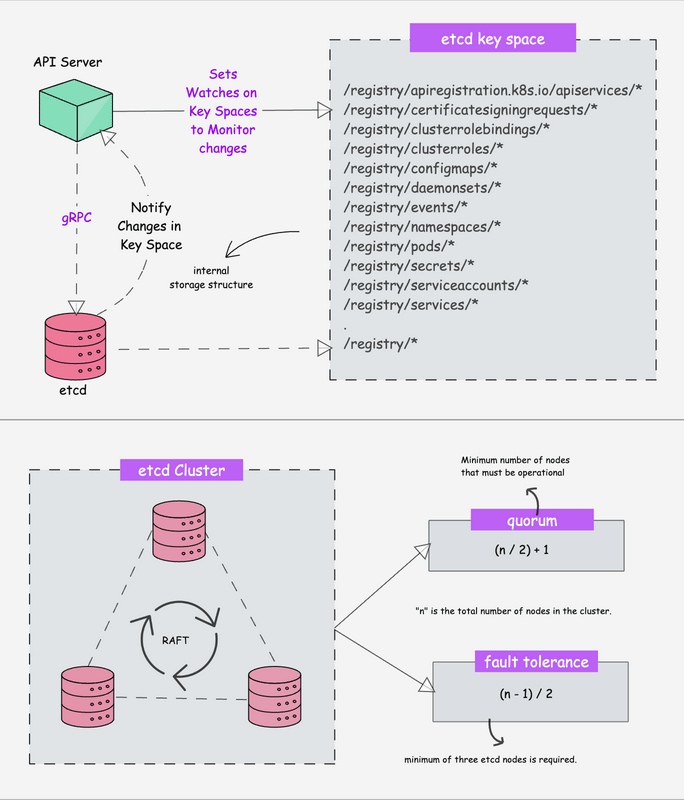 etcd key space
API Server
Sets
Watches on
Key Spaces
to Monitor
changes
/registry/apiregistration.k8s.io/apiservices/*
/registry/certificatesigningrequests/*
/registry/clusterrolebindings/*
/registry/clusterroles/*
/registry/configmaps/*
/registry/daemonsets/*
/registry/events/*
/registry/namespaces/*
/registry/pods/*
/registry/secrets/*
/registry/serviceaccounts/*
/registry/services/*
.
/registry/*
gRPC
Notify
Changes in
Key Space
internal
storage structure
etcd
etcd Cluster
RAFT
Minimum number of nodes
that must be operational
quorum
(n / 2) + 1
"n" is the total number of nodes in the cluster.
fault tolerance
(n - 1) / 2
minimum of three etcd nodes is required.